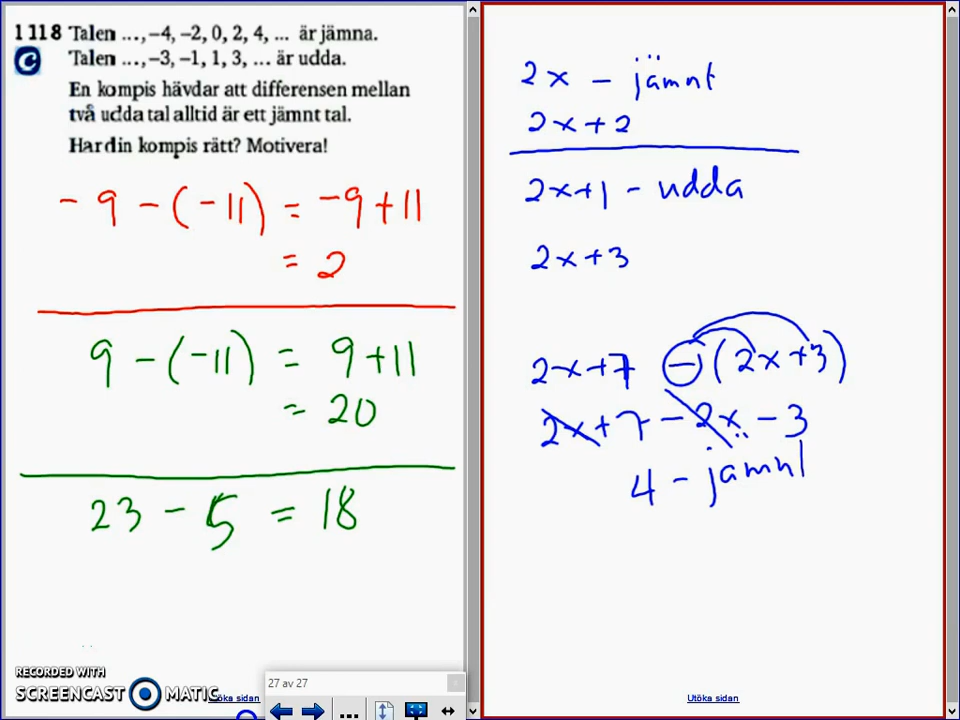 1118 Talen ..., −4, −2, 0, 2, 4, ... är jämna.
C Talen ..., −3, −1, 1, 3, ... är udda.
En kompis hävdar att differensen mellan
två udda tal alltid är ett jämnt tal.
Har din kompis rätt? Motivera!
- 9 - (-11) = -9 + 11
= 2
9 - (-11) = 9 + 11
= 20
23 - 5 = 18
RECORDED WITH
SCREENCAST MATIC
Utöka sidan
27 av 27
...
2x - jämnt
2x + 2
2x + 1 - udda
2x + 3
2x + 7 - (2x + 3)
2x + 7 - 2x - 3
4 - jämnt
Utöka sidan